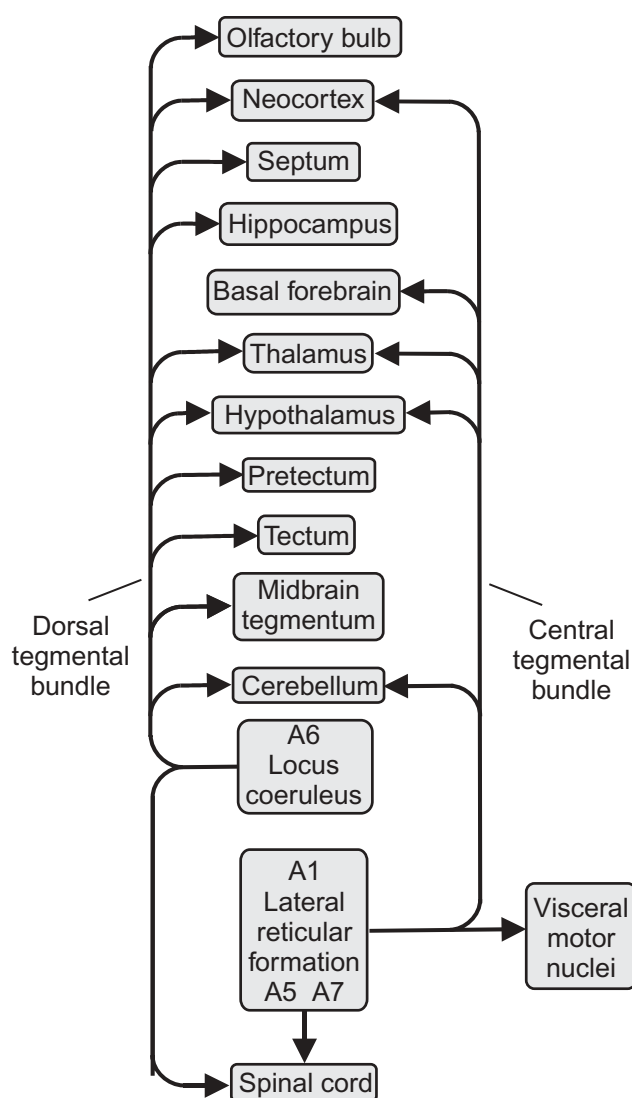 Olfactory bulb
Neocortex
Septum
Hippocampus
Basal forebrain
Thalamus
Hypothalamus
Pretectum
Tectum
Midbrain
tegmentum
Dorsal
tegmental
bundle
Central
tegmental
bundle
Cerebellum
A6
Locus
coeruleus
A1
Lateral
reticular
formation
A5 A7
Visceral
motor
nuclei
Spinal cord